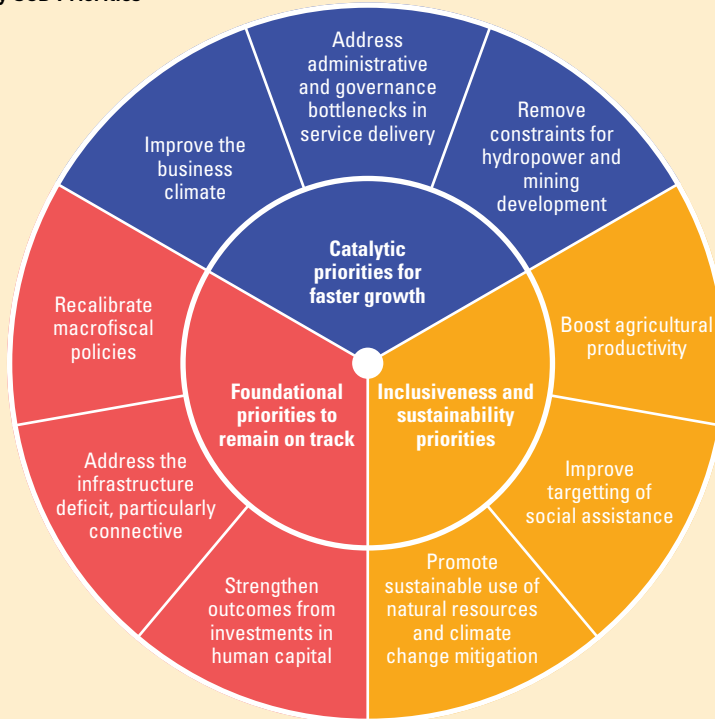 Address
administrative
and governance
bottlenecks in
service delivery
Remove
constraints for
hydropower and
mining
development
Improve the
business
climate
Catalytic
priorities for
faster growth
Recalibrate
macrofiscal
policies
Boost agricultural
productivity
Foundational
priorities to
remain on track
Inclusiveness and
sustainability
priorities
Address the
infrastructure
deficit, particularly
connective
Improve
targetting of
social assistance
Strengthen
outcomes from
investments in
human capital
Promote
sustainable use of
natural resources
and climate
change mitigation